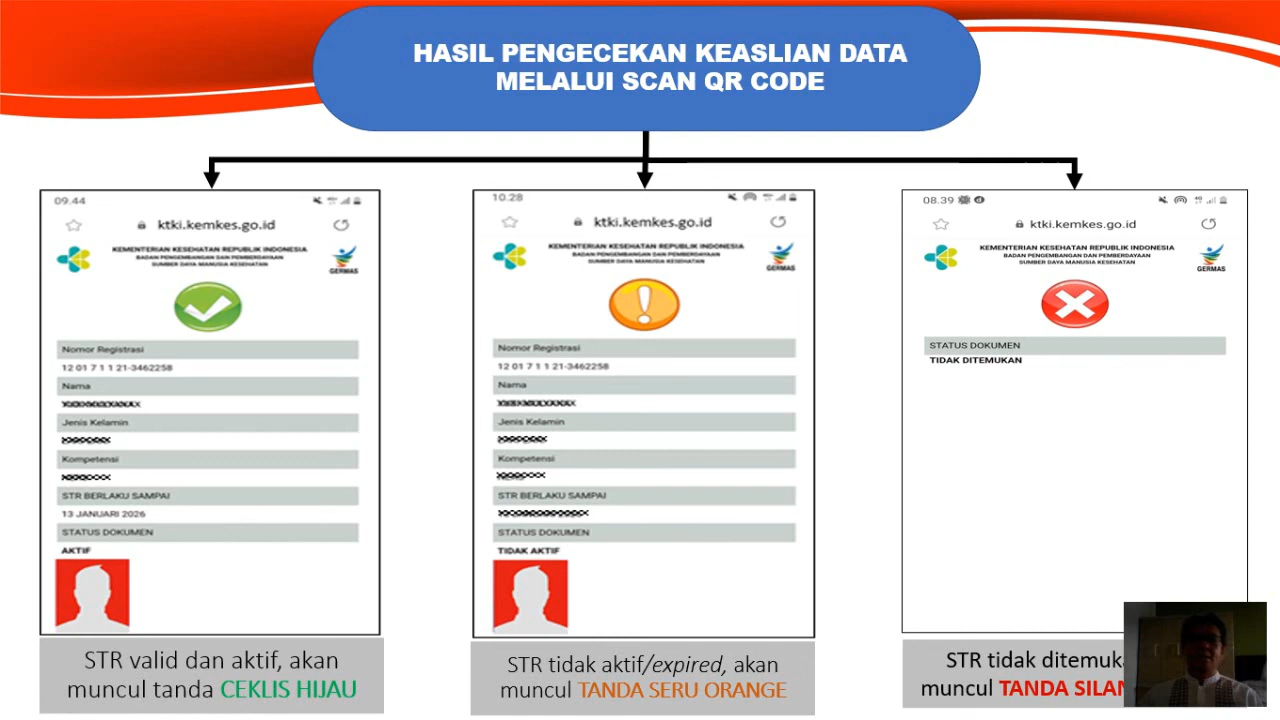 HASIL PENGECEKAN KEASLIAN DATA
MELALUI SCAN QR CODE
09.44
ktki.kemkes.go.id
KEMENTERIAN KESEHATAN REPUBLIK INDONESIA
BADAN PENGEMBANGAN DAN PEMBERDAYAAN
SUMBER DAYA MANUSIA KESEHATAN
GERMAS
Nomor Registrasi
12 01 7 1 1 21-3462258
Nama
Jenis Kelamin
Kompetensi
STR BERLAKU SAMPAI
13 JANUARI 2026
STATUS DOKUMEN
AKTIF
STR valid dan aktif, akan
muncul tanda CEKLIS HIJAU
10.28
ktki.kemkes.go.id
KEMENTERIAN KESEHATAN REPUBLIK INDONESIA
BADAN PENGEMBANGAN DAN PEMBERDAYAAN
SUMBER DAYA MANUSIA KESEHATAN
GERMAS
Nomor Registrasi
12 01 7 1 1 21-3462258
Nama
Jenis Kelamin
Kompetensi
STR BERLAKU SAMPAI
STATUS DOKUMEN
TIDAK AKTIF
STR tidak aktif/expired, akan
muncul TANDA SERU ORANGE
08.39
ktki.kemkes.go.id
KEMENTERIAN KESEHATAN REPUBLIK INDONESIA
BADAN PENGEMBANGAN DAN PEMBERDAYAAN
SUMBER DAYA MANUSIA KESEHATAN
GERMAS
STATUS DOKUMEN
TIDAK DITEMUKAN
STR tidak
muncul TANDA